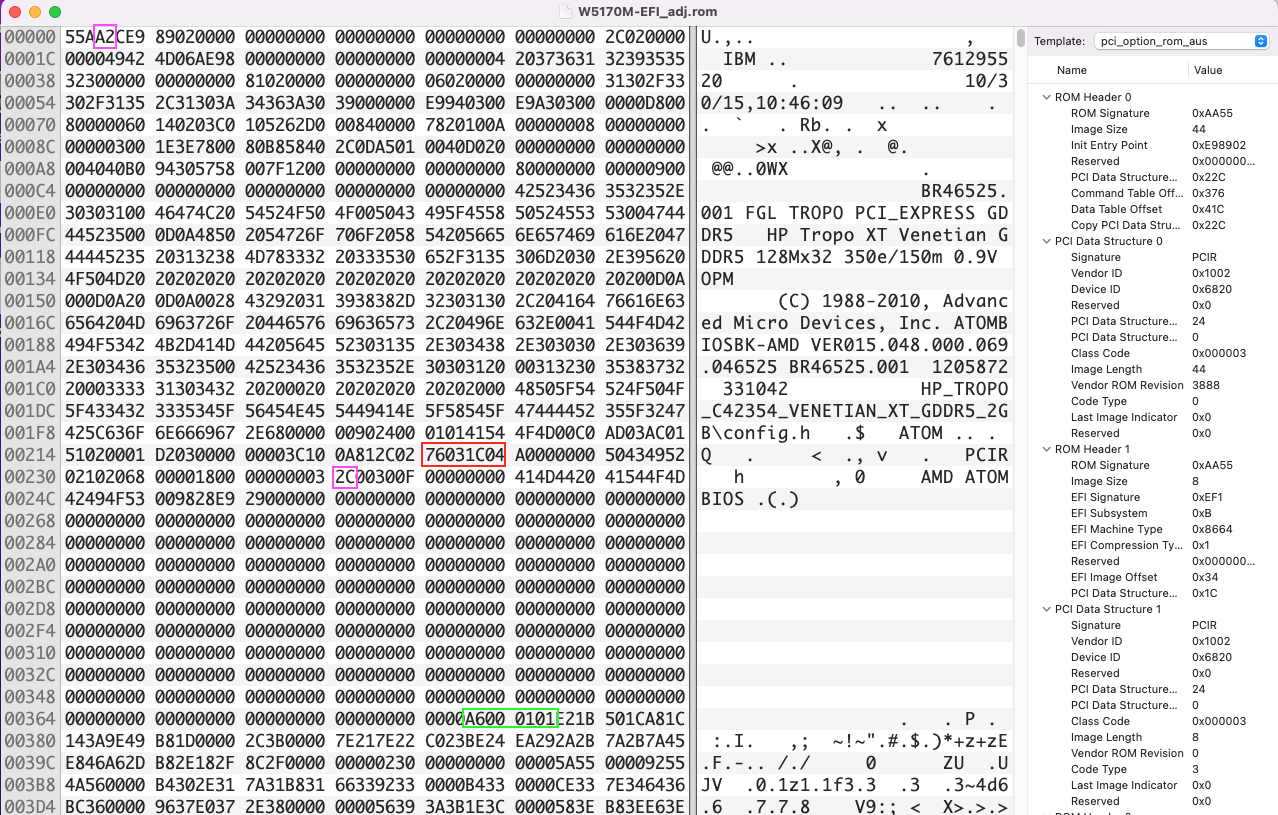 W5170M-EFI_adj.rom
00000 55AA2CE9 89020000 00000000 00000000 00000000 00000000 2C020000 U.,.. ,
0001C 00004942 4D06AE98 00000000 00000000 00000004 20373631 32393535 IBM .. 7612955
00038 32300000 00000000 81020000 00000000 06020000 00000000 31302F33 20 . 10/3
00054 302F3135 2C31303A 34363A30 39000000 E9940300 E9A30300 0000D800 0/15,10:46:09 .. .. .
00070 80000060 140203C0 105262D0 00840000 7820100A 00000008 00000000 . ` . Rb. . x
0008C 00000300 1E3E7800 80B85840 2C0DA501 0040D020 00000000 00000000 >x ..X@, . @.
000A8 004040B0 94305758 007F1200 00000000 00000000 80000000 00000900 @@..0WX .
000C4 00000000 00000000 00000000 00000000 00000000 42523436 3532352E BR46525.
000E0 30303100 46474C20 54524F50 4F005043 495F4558 50524553 53004744 001 FGL TROPO PCI_EXPRESS GD
000FC 44523500 0D0A4850 2054726F 706F2058 54205665 6E657469 616E2047 DR5 HP Tropo XT Venetian G
00118 44445235 20313238 4D783332 20333530 652F3135 306D2030 2E395620 DDR5 128Mx32 350e/150m 0.9V
00134 4F504D20 20202020 20202020 20202020 20202020 20202020 20200D0A OPM
00150 000D0A20 0D0A0028 43292031 3938382D 32303130 2C204164 76616E63 (C) 1988-2010, Advanc
0016C 6564204D 6963726F 20446576 69636573 2C20496E 632E0041 544F4D42 ed Micro Devices, Inc. ATOMB
00188 494F5342 4B2D414D 44205645 52303135 2E303438 2E303030 2E303639 IOSBK-AMD VER015.048.000.069
001A4 2E303436 35323500 42523436 3532352E 30303120 00313230 35383732 .046525 BR46525.001 1205872
001C0 20003333 31303432 20200020 20202020 20202000 48505F54 524F504F 331042 HP_TROPO
001DC 5F433432 3335345F 56454E45 5449414E 5F58545F 47444452 355F3247 _C42354_VENETIAN_XT_GDDR5_2G
001F8 425C636F 6E666967 2E680000 00902400 01014154 4F4D00C0 AD03AC01 B\config.h .$ ATOM .. .
00214 51020001 D2030000 00003C10 0A812C02 76031C04 A0000000 50434952 Q . < .,v . PCIR
00230 02102068 00001800 00000003 2C00300F 00000000 414D4420 41544F4D h , 0 AMD ATOM
0024C 42494F53 009828E9 29000000 00000000 00000000 00000000 00000000 BIOS .(.)
00268 00000000 00000000 00000000 00000000 00000000 00000000 00000000
00284 00000000 00000000 00000000 00000000 00000000 00000000 00000000
002A0 00000000 00000000 00000000 00000000 00000000 00000000 00000000
002BC 00000000 00000000 00000000 00000000 00000000 00000000 00000000
002D8 00000000 00000000 00000000 00000000 00000000 00000000 00000000
002F4 00000000 00000000 00000000 00000000 00000000 00000000 00000000
00310 00000000 00000000 00000000 00000000 00000000 00000000 00000000
0032C 00000000 00000000 00000000 00000000 00000000 00000000 00000000
00348 00000000 00000000 00000000 00000000 00000000 00000000 00000000
00364 00000000 00000000 00000000 00000000 0000A600 0101E21B 501CA81C . . P .
00380 143A9E49 B81D0000 2C3B0000 7E217E22 C023BE24 EA292A2B 7A2B7A45 :.I. ,; ~!~".#.$.)*+z+zE
0039C E846A62D B82E182F 8C2F0000 00000230 00000000 00005A55 00009255 .F.-.. /./ 0 ZU .U
003B8 4A560000 B4302E31 7A31B831 66339233 0000B433 0000CE33 7E346436 JV .0.1z1.1f3.3 .3 .3~4d6
003D4 BC360000 9637E037 2E380000 00005639 3A3B1E3C 0000583E B83EE63E .6 .7.7.8 V9:; < X>.>.>
Template: pci_option_rom_aus
Name Value
ROM Header 0
ROM Signature 0xAA55
Image Size 44
Init Entry Point 0xE98902
Reserved 0x000000...
PCI Data Structure... 0x22C
Command Table Off... 0x376
Data Table Offset 0x41C
Copy PCI Data Stru... 0x22C
PCI Data Structure 0
Signature PCIR
Vendor ID 0x1002
Device ID 0x6820
Reserved 0x0
PCI Data Structure... 24
PCI Data Structure... 0
Class Code 0x000003
Image Length 44
Vendor ROM Revision 3888
Code Type 0
Last Image Indicator 0x0
Reserved 0x0
ROM Header 1
ROM Signature 0xAA55
Image Size 8
EFI Signature 0xEF1
EFI Subsystem 0xB
EFI Machine Type 0x8664
EFI Compression Ty... 0x1
Reserved 0x000000...
EFI Image Offset 0x34
PCI Data Structure... 0x1C
PCI Data Structure 1
Signature PCIR
Vendor ID 0x1002
Device ID 0x6820
Reserved 0x0
PCI Data Structure... 24
PCI Data Structure... 0
Class Code 0x000003
Image Length 8
Vendor ROM Revision 0
Code Type 3
Last Image Indicator 0x0
Reserved 0x0